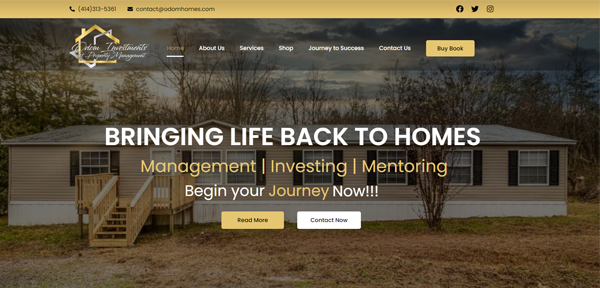 (414)313-5361 contact@odomhomes.com
Odom Investments
Property Management
Home About Us Services Shop Journey to Success Contact Us Buy Book
BRINGING LIFE BACK TO HOMES
Management | Investing | Mentoring
Begin your Journey Now!!!
Read More Contact Now